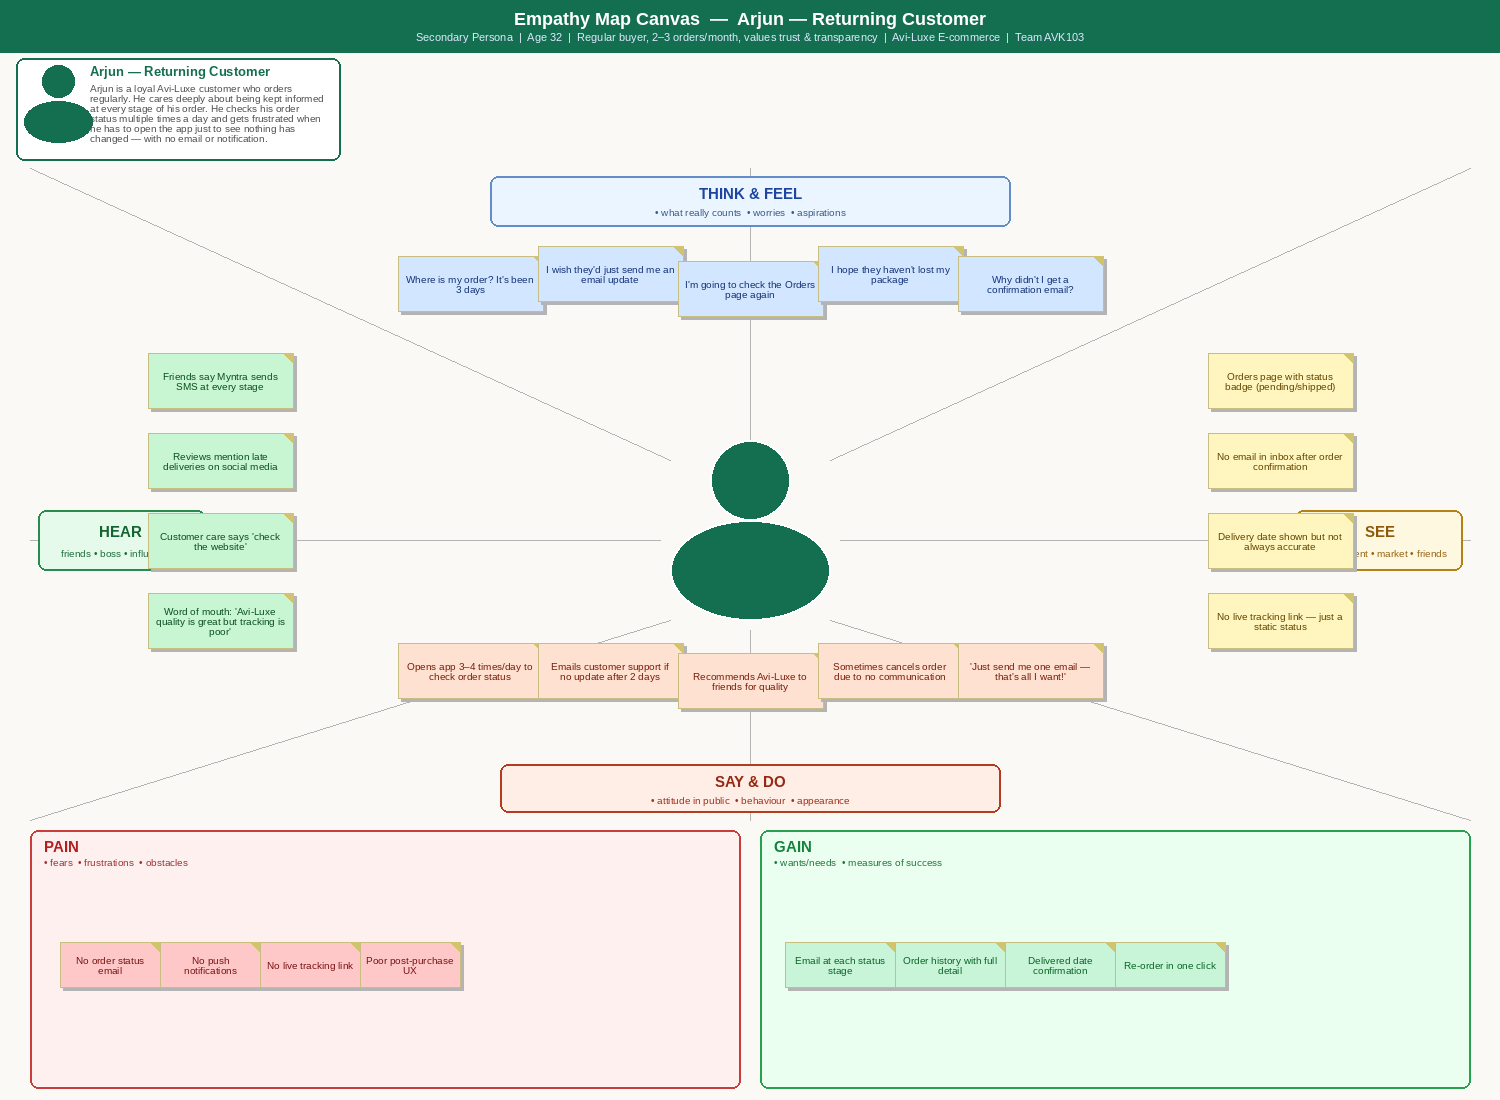 Empathy Map Canvas — Arjun — Returning Customer
Secondary Persona | Age 32 | Regular buyer, 2–3 orders/month, values trust & transparency | Avi-Luxe E-commerce | Team AVK103
Arjun — Returning Customer
Arjun is a loyal Avi-Luxe customer who orders
regularly. He cares deeply about being kept informed
at every stage of his order. He checks his order
status multiple times a day and gets frustrated when
he has to open the app just to see nothing has
changed — with no email or notification.
THINK & FEEL
• what really counts • worries • aspirations
Where is my order? It's been
3 days
I wish they'd just send me an
email update
I'm going to check the Orders
page again
I hope they haven't lost my
package
Why didn't I get a
confirmation email?
Friends say Myntra sends
SMS at every stage
Reviews mention late
deliveries on social media
HEAR
friends • boss •
Customer care says 'check
the website'
Word of mouth: 'Avi-Luxe
quality is great but tracking is
poor'
Orders page with status
badge (pending/shipped)
No email in inbox after order
confirmation
Delivery date shown but not
always accurate
SEE
• market • friends
No live tracking link — just a
static status
Opens app 3–4 times/day to
check order status
Emails customer support if
no update after 2 days
Recommends Avi-Luxe to
friends for quality
Sometimes cancels order
due to no communication
'Just send me one email —
that's all I want!'
SAY & DO
• attitude in public • behaviour • appearance
PAIN
• fears • frustrations • obstacles
No order status
email
No push
notifications
No live tracking link
Poor post-purchase
UX
GAIN
• wants/needs • measures of success
Email at each status
stage
Order history with full
detail
Delivered date
confirmation
Re-order in one click